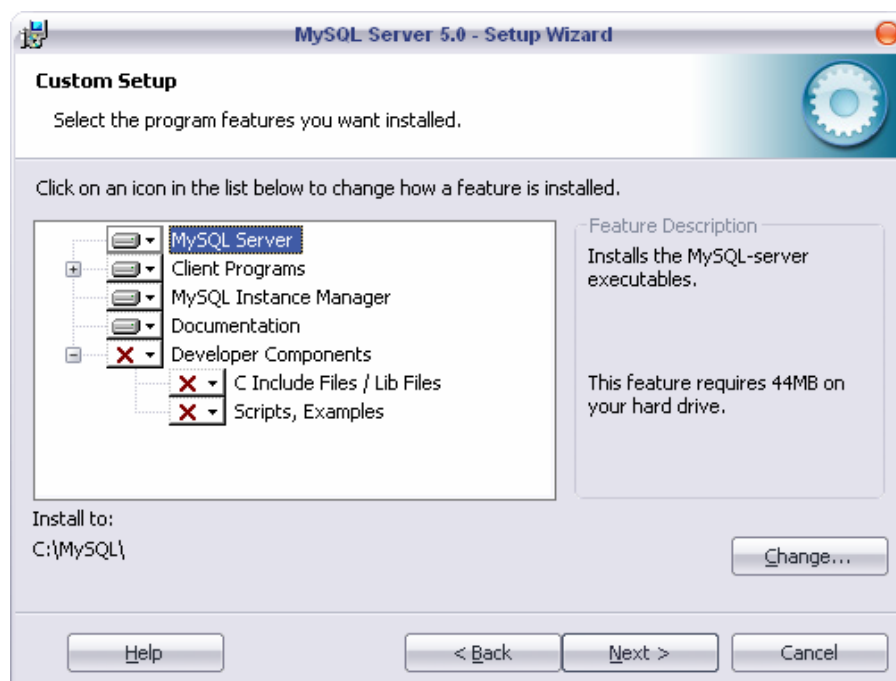 MySQL Server 5.0 - Setup Wizard
Custom Setup
Select the program features you want installed.
Click on an icon in the list below to change how a feature is installed.
MySQL Server
Client Programs
MySQL Instance Manager
Documentation
Developer Components
C Include Files / Lib Files
Scripts, Examples
Feature Description
Installs the MySQL-server
executables.
This feature requires 44MB on
your hard drive.
Install to:
C:\MySQL\
Change...
Help
< Back
Next >
Cancel